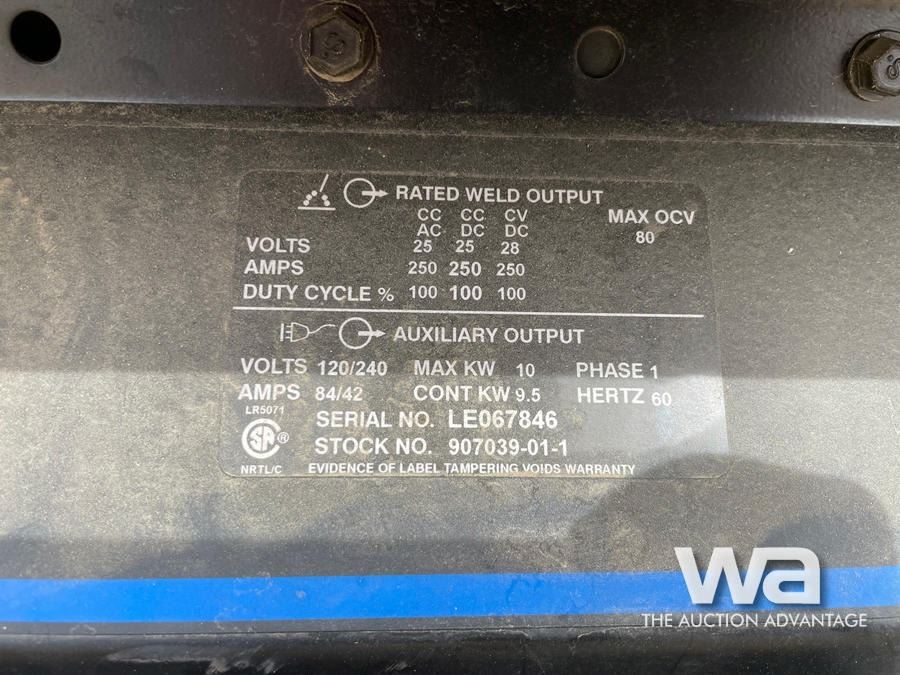 RATED WELD OUTPUT
CC CC CV MAX OCV
AC DC DC 80
VOLTS 25 25 28
AMPS 250 250 250
DUTY CYCLE % 100 100 100
AUXILIARY OUTPUT
VOLTS 120/240 MAX KW 10 PHASE 1
AMPS 84/42 CONT KW 9.5 HERTZ 60
LR5071 SERIAL NO. LE067846
SA ® STOCK NO. 907039-01-1
NRTL/C EVIDENCE OF LABEL TAMPERING VOIDS WARRANTY
wa
THE AUCTION ADVANTAGE